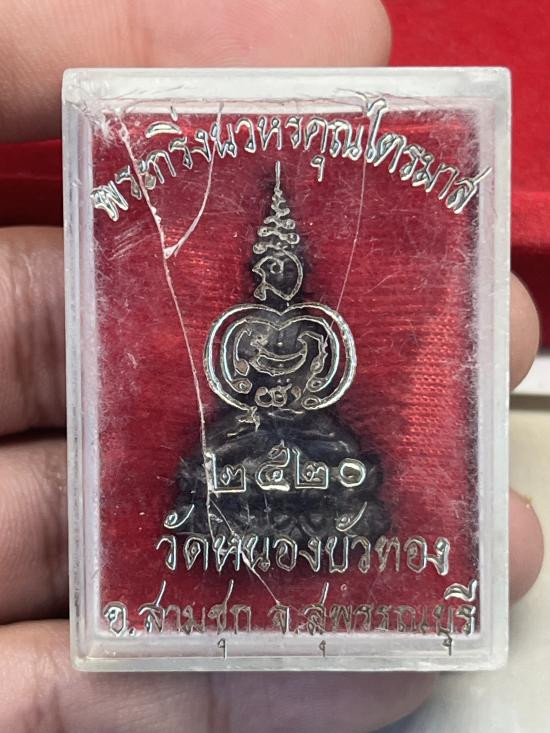 พระกริ่งนวหรคุณไตรมาส
๒๕๒๐
วัดหนองบัวทอง
อ.สามชุก จ.สุพรรณบุรี